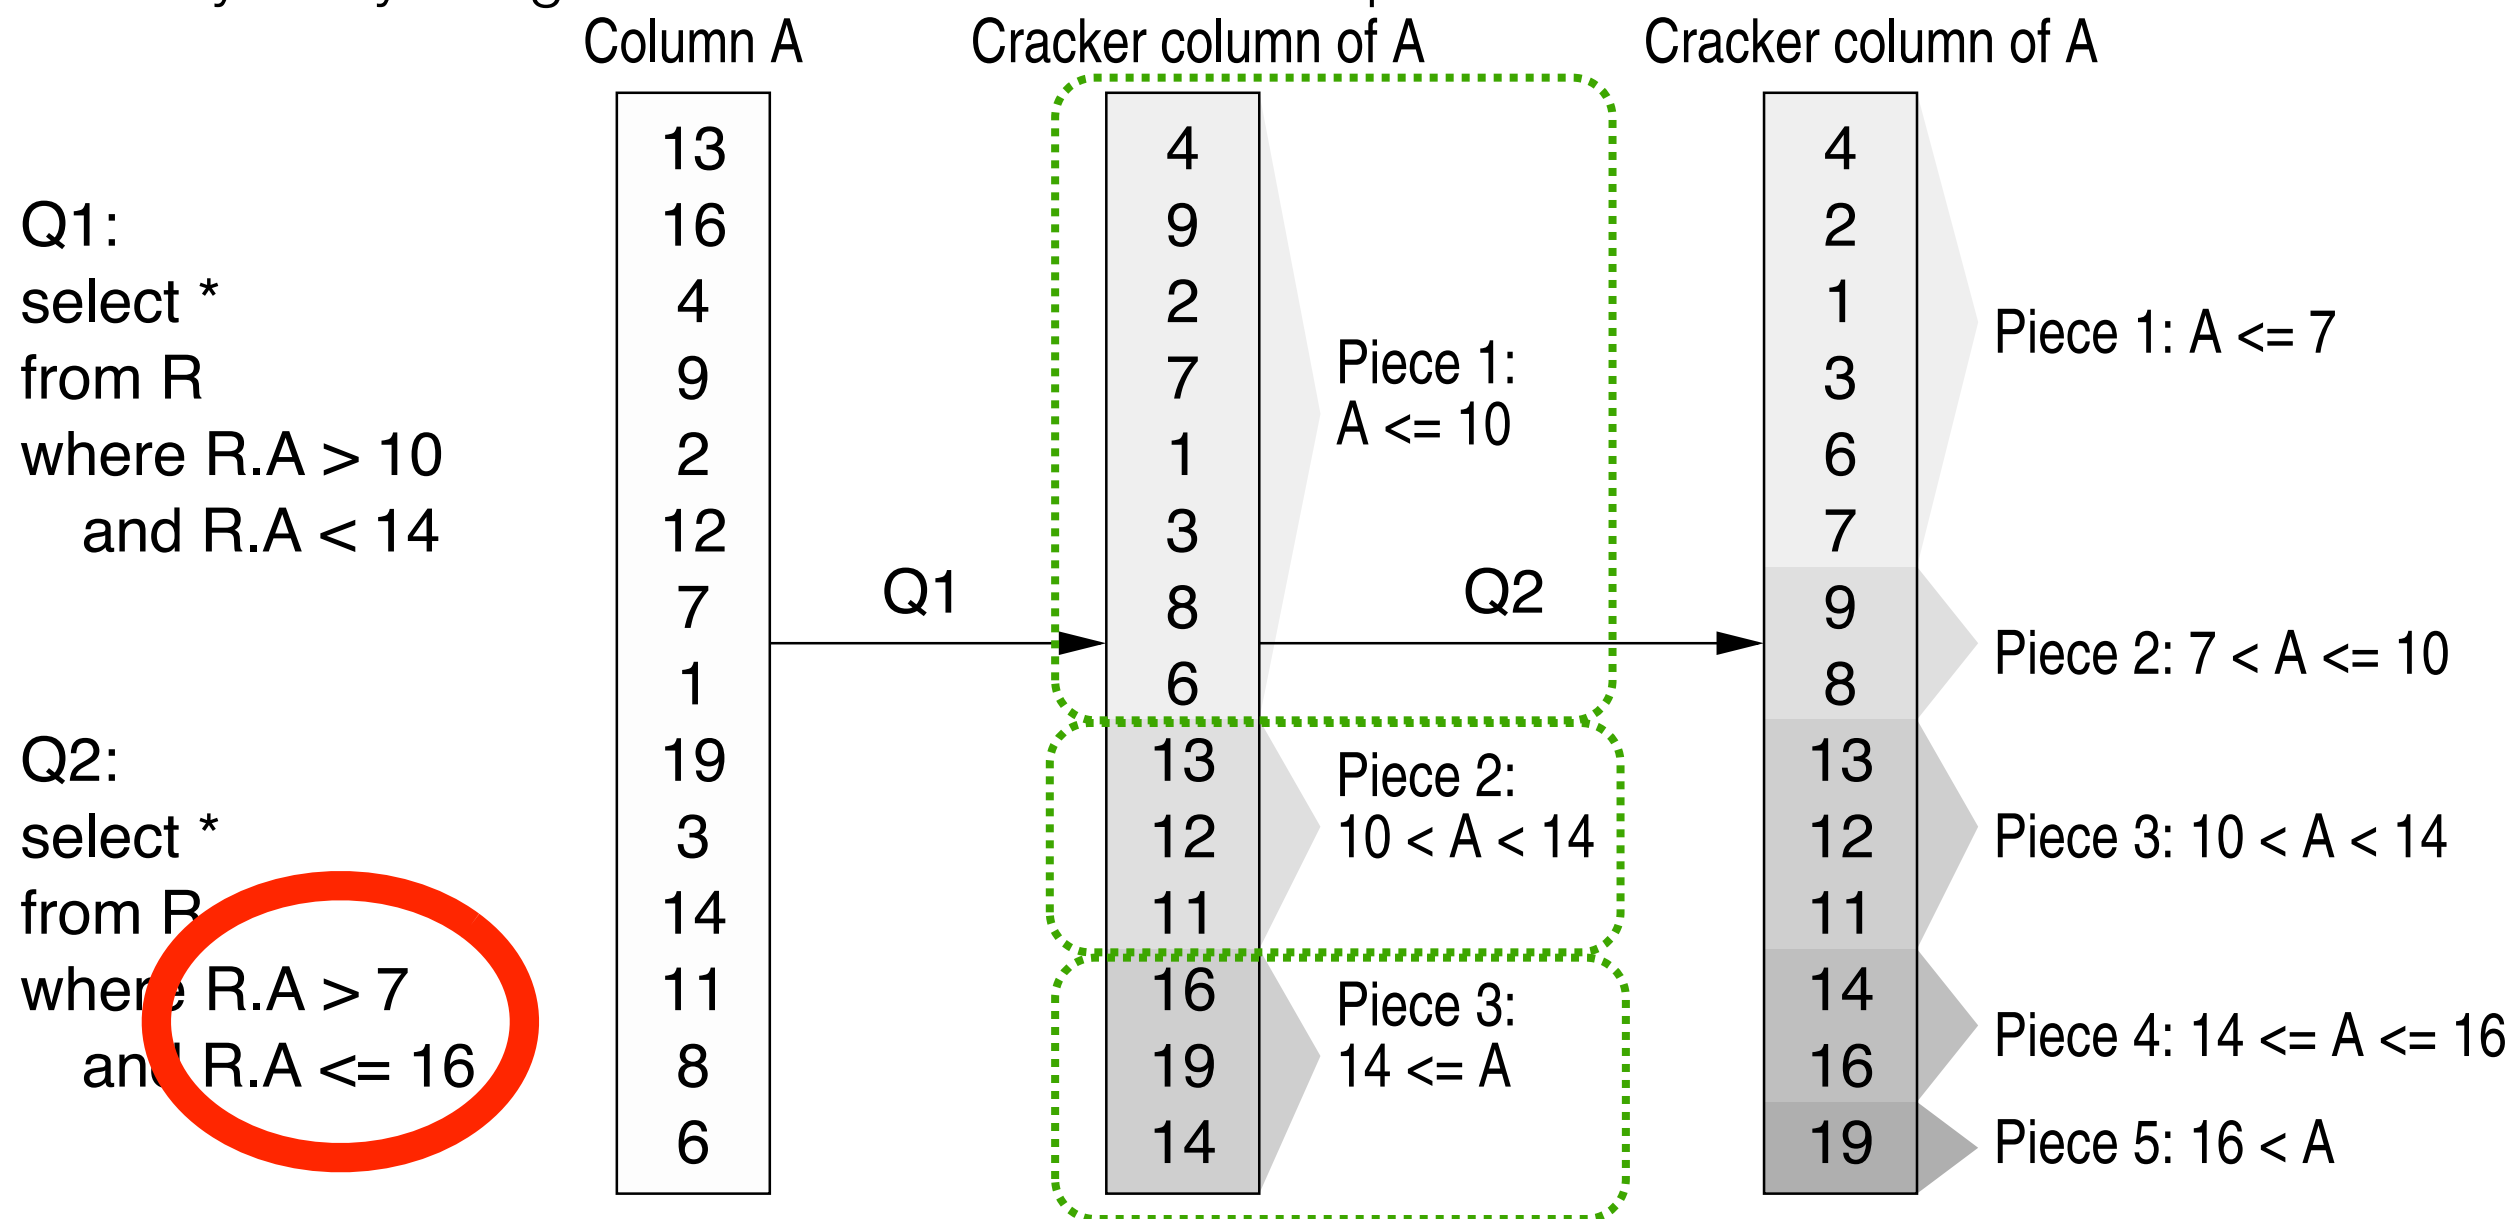 Column A
Cracker column of A
Cracker column of A
Q1:
select *
from R
where R.A > 10
and R.A < 14
Q2:
select *
from R
where R.A > 7
and R.A <= 16
13
16
4
9
2
12
7
1
19
3
14
11
8
6
Q1
4
9
2
7
1
3
8
6
13
12
11
16
19
14
Piece 1:
A <= 10
Piece 2:
10 < A < 14
Piece 3:
14 <= A
Q2
4
2
1
3
6
7
9
8
13
12
11
14
16
19
Piece 1: A <= 7
Piece 2: 7 < A <= 10
Piece 3: 10 < A < 14
Piece 4: 14 <= A <= 16
Piece 5: 16 < A